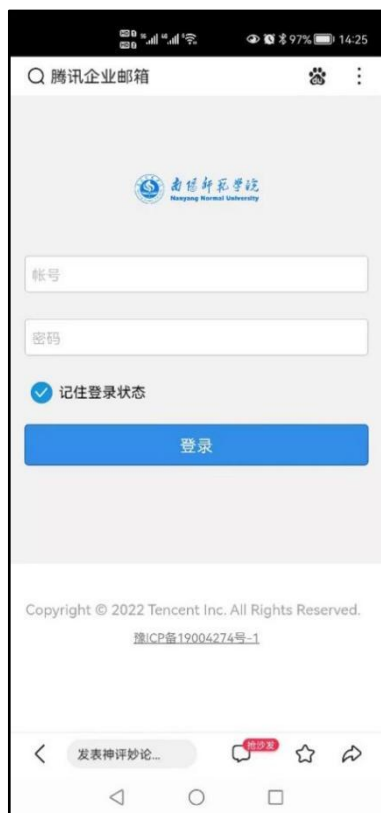 97% 14:25
腾讯企业邮箱
南阳师范学院
Nanyang Normal University
帐号
密码
记住登录状态
登录
Copyright © 2022 Tencent Inc. All Rights Reserved.
豫ICP备19004274号-1
抢沙发
发表神评妙论...